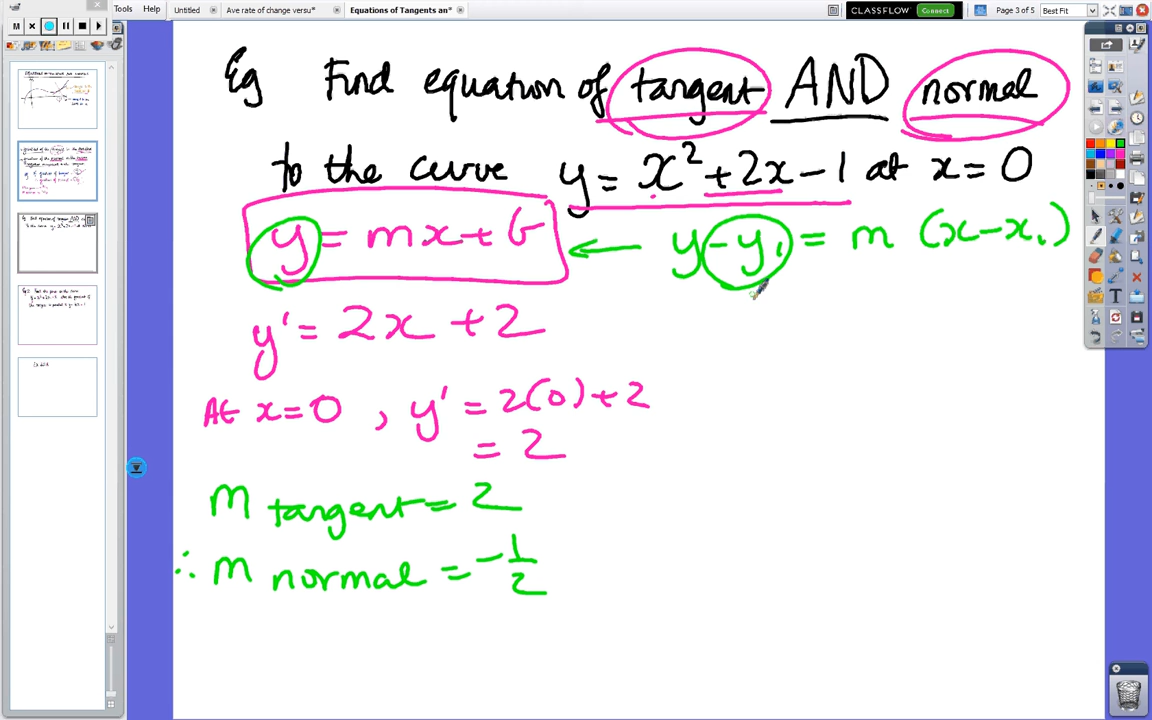 Tools Help Untitled Ave rate of change versu* Equations of Tangents an* CLASSFLOW Connect Page 3 of 5 Best Fit
Eg Find equation of tangent AND normal
to the curve y = x² + 2x - 1 at x = 0
y = mx + b ← y - y₁ = m (x - x₁)
y' = 2x + 2
At x = 0 , y' = 2(0) + 2
= 2
m tangent = 2
∴ m normal = -1/2